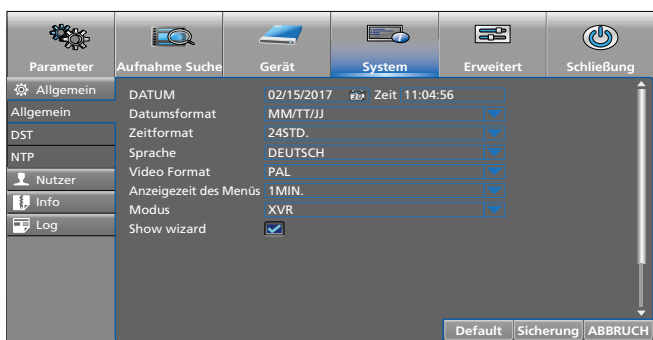 Parameter Aufnahme Suche Gerät System Erweitert Schließung
Allgemein
Allgemein
DST
NTP
Nutzer
Info
Log
DATUM 02/15/2017 Zeit 11:04:56
Datumsformat MM/TT/JJ
Zeitformat 24STD.
Sprache DEUTSCH
Video Format PAL
Anzeigezeit des Menüs 1MIN.
Modus XVR
Show wizard
Default Sicherung ABBRUCH